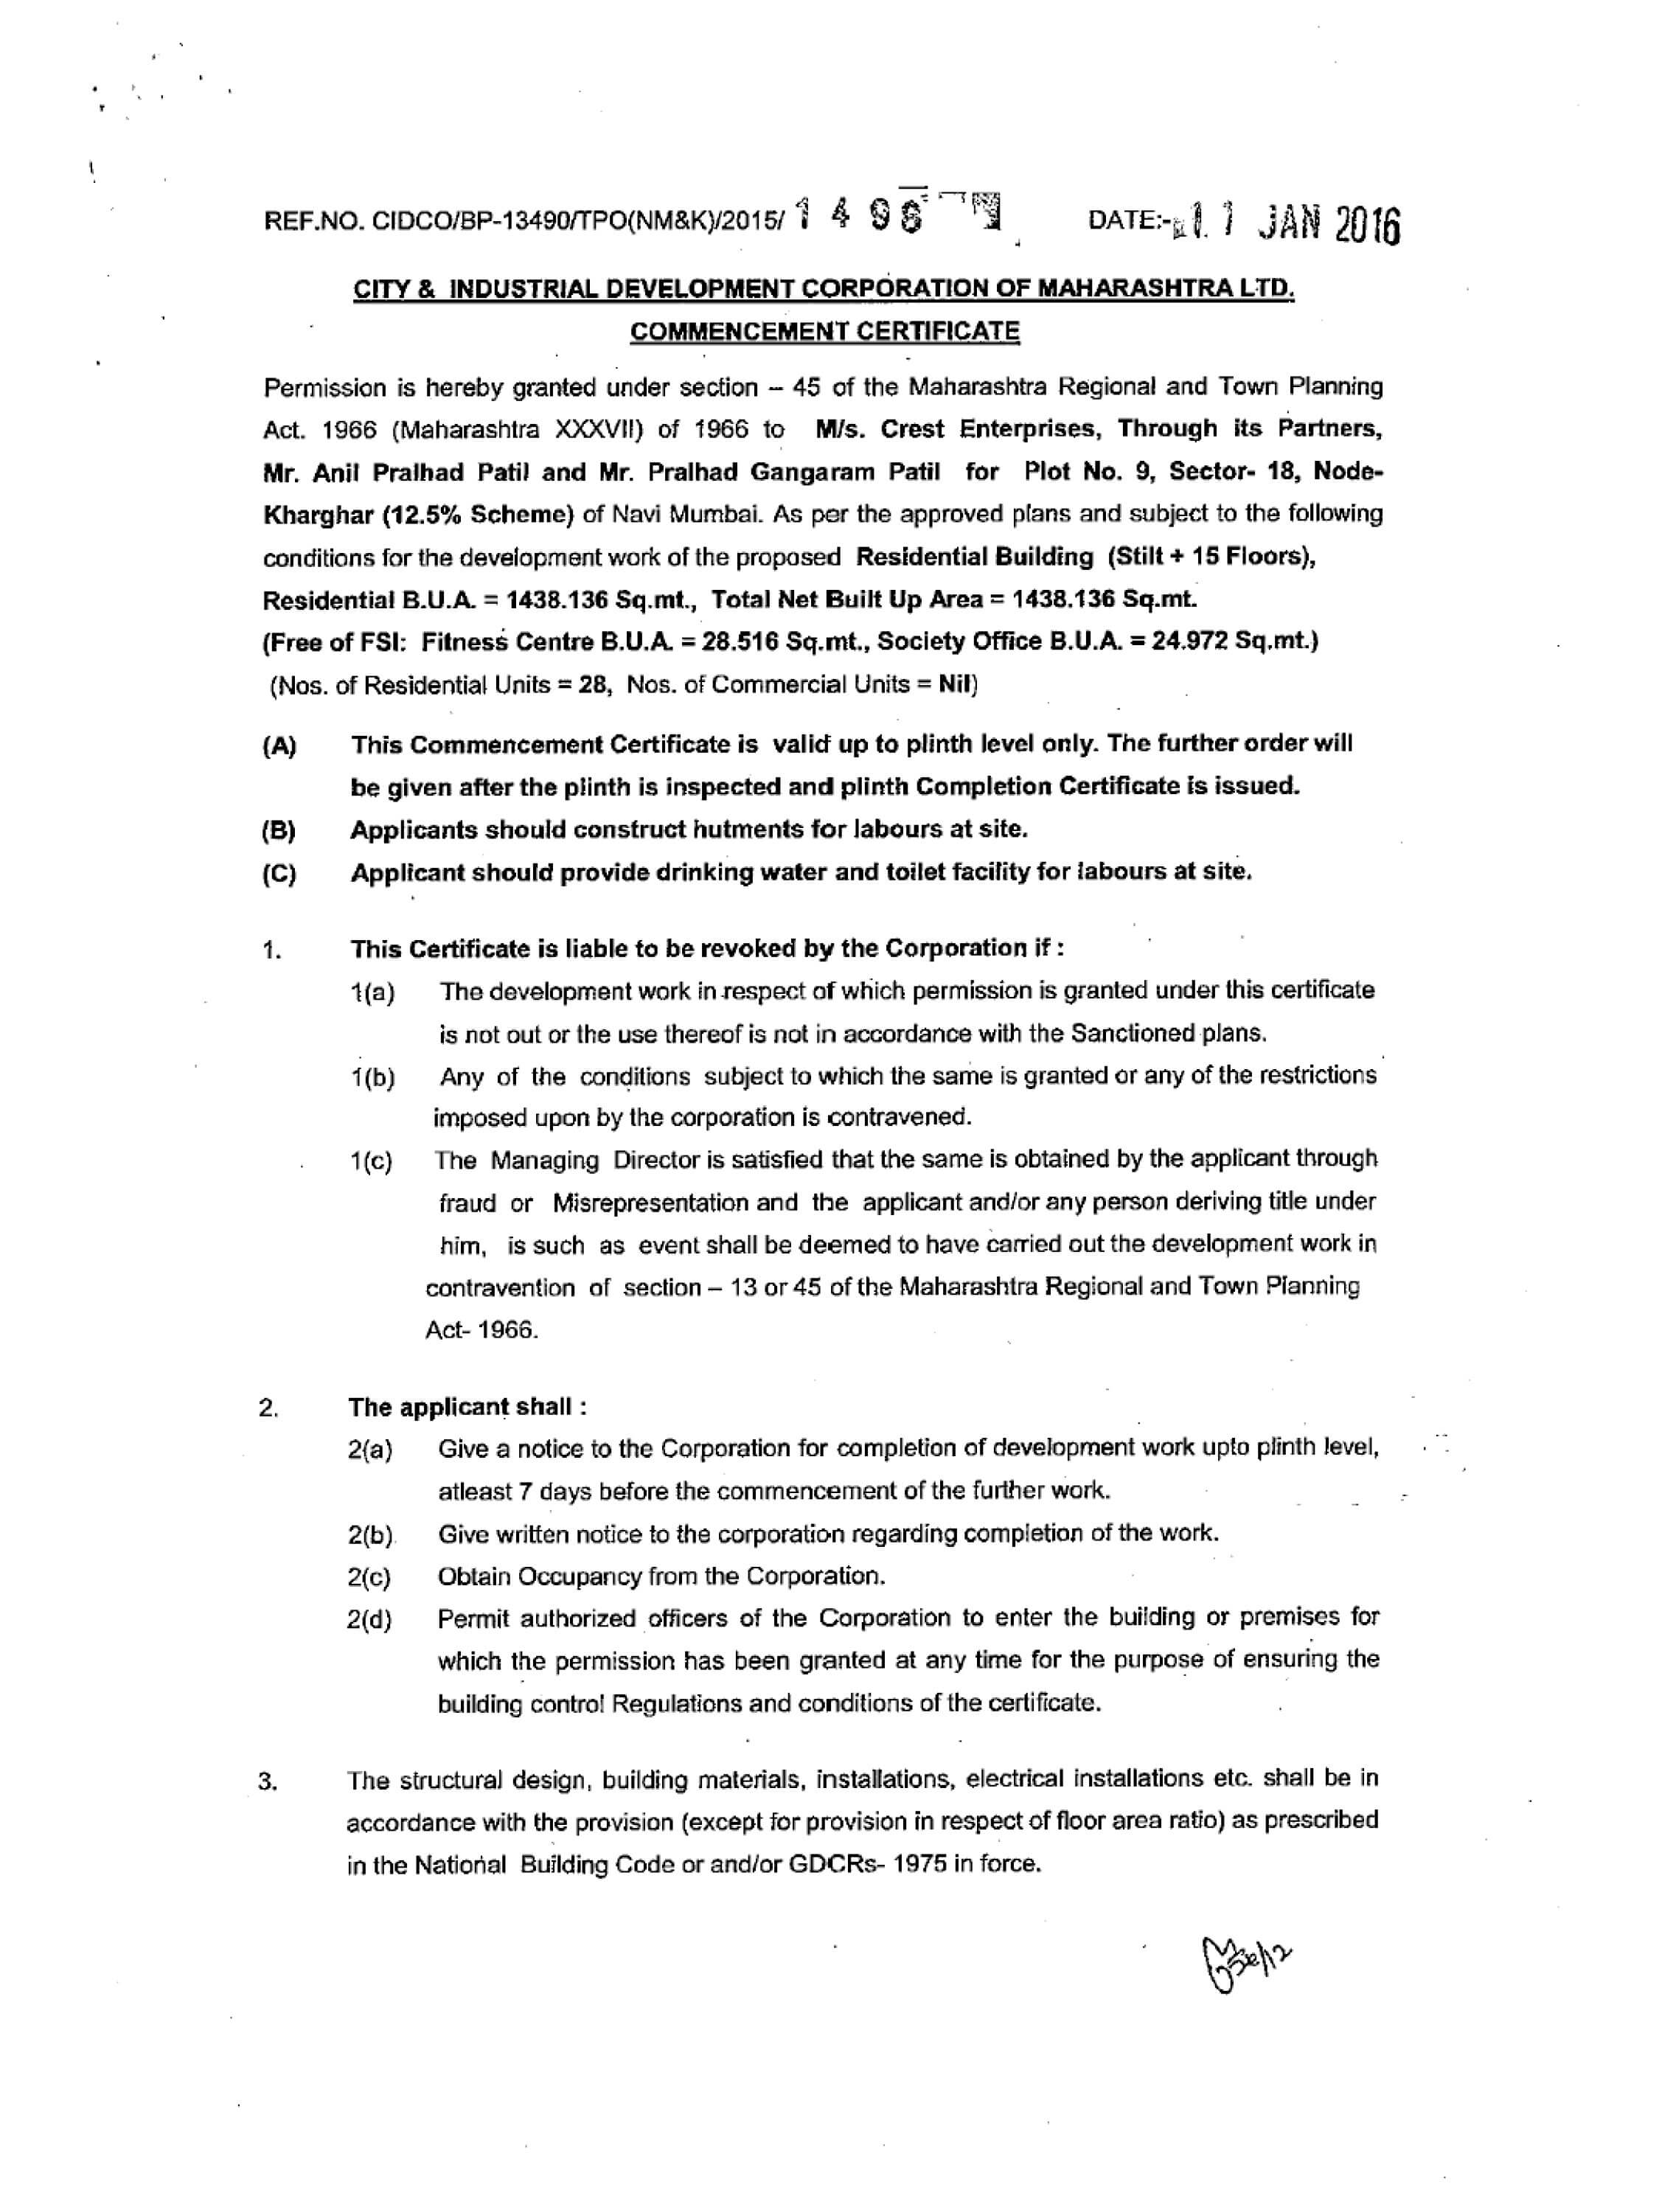 REF.NO. CIDCO/BP-13490/TPO(NM&K)/2015/ 1 4 9 6 DATE:- 1 1 JAN 2016
CITY & INDUSTRIAL DEVELOPMENT CORPORATION OF MAHARASHTRA LTD.
COMMENCEMENT CERTIFICATE
Permission is hereby granted under section – 45 of the Maharashtra Regional and Town Planning
Act. 1966 (Maharashtra XXXVII) of 1966 to M/s. Crest Enterprises, Through its Partners,
Mr. Anil Pralhad Patil and Mr. Pralhad Gangaram Patil for Plot No. 9, Sector- 18, Node-
Kharghar (12.5% Scheme) of Navi Mumbai. As per the approved plans and subject to the following
conditions for the development work of the proposed Residential Building (Stilt + 15 Floors),
Residential B.U.A. = 1438.136 Sq.mt., Total Net Built Up Area = 1438.136 Sq.mt.
(Free of FSI: Fitness Centre B.U.A. = 28.516 Sq.mt., Society Office B.U.A. = 24.972 Sq.mt.)
(Nos. of Residential Units = 28, Nos. of Commercial Units = Nil)
(A) This Commencement Certificate is valid up to plinth level only. The further order will
be given after the plinth is inspected and plinth Completion Certificate is issued.
(B) Applicants should construct hutments for labours at site.
(C) Applicant should provide drinking water and toilet facility for labours at site.
1. This Certificate is liable to be revoked by the Corporation if :
1(a) The development work in respect of which permission is granted under this certificate
is not out or the use thereof is not in accordance with the Sanctioned plans.
1(b) Any of the conditions subject to which the same is granted or any of the restrictions
imposed upon by the corporation is contravened.
1(c) The Managing Director is satisfied that the same is obtained by the applicant through
fraud or Misrepresentation and the applicant and/or any person deriving title under
him, is such as event shall be deemed to have carried out the development work in
contravention of section – 13 or 45 of the Maharashtra Regional and Town Planning
Act- 1966.
2. The applicant shall :
2(a) Give a notice to the Corporation for completion of development work upto plinth level,
atleast 7 days before the commencement of the further work.
2(b) Give written notice to the corporation regarding completion of the work.
2(c) Obtain Occupancy from the Corporation.
2(d) Permit authorized officers of the Corporation to enter the building or premises for
which the permission has been granted at any time for the purpose of ensuring the
building control Regulations and conditions of the certificate.
3. The structural design, building materials, installations, electrical installations etc. shall be in
accordance with the provision (except for provision in respect of floor area ratio) as prescribed
in the National Building Code or and/or GDCRs- 1975 in force.